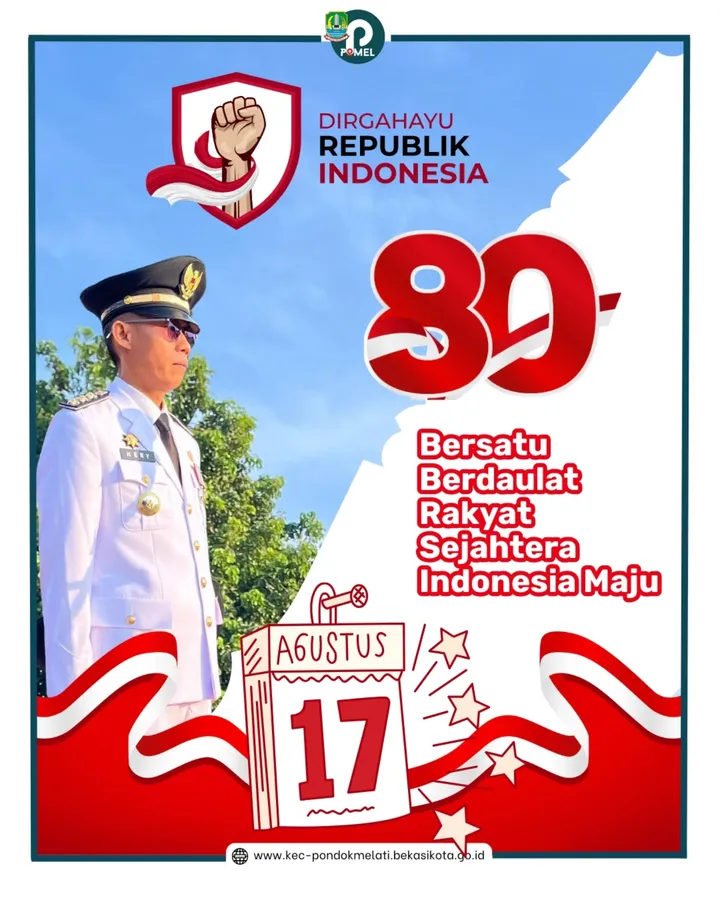 POMEL
DIRGAHAYU
REPUBLIK
INDONESIA
80
HERY
Bersatu
Berdaulat
Rakyat
Sejahtera
Indonesia Maju
AGUSTUS
17
www.kec-pondokmelati.bekasikota.go.id